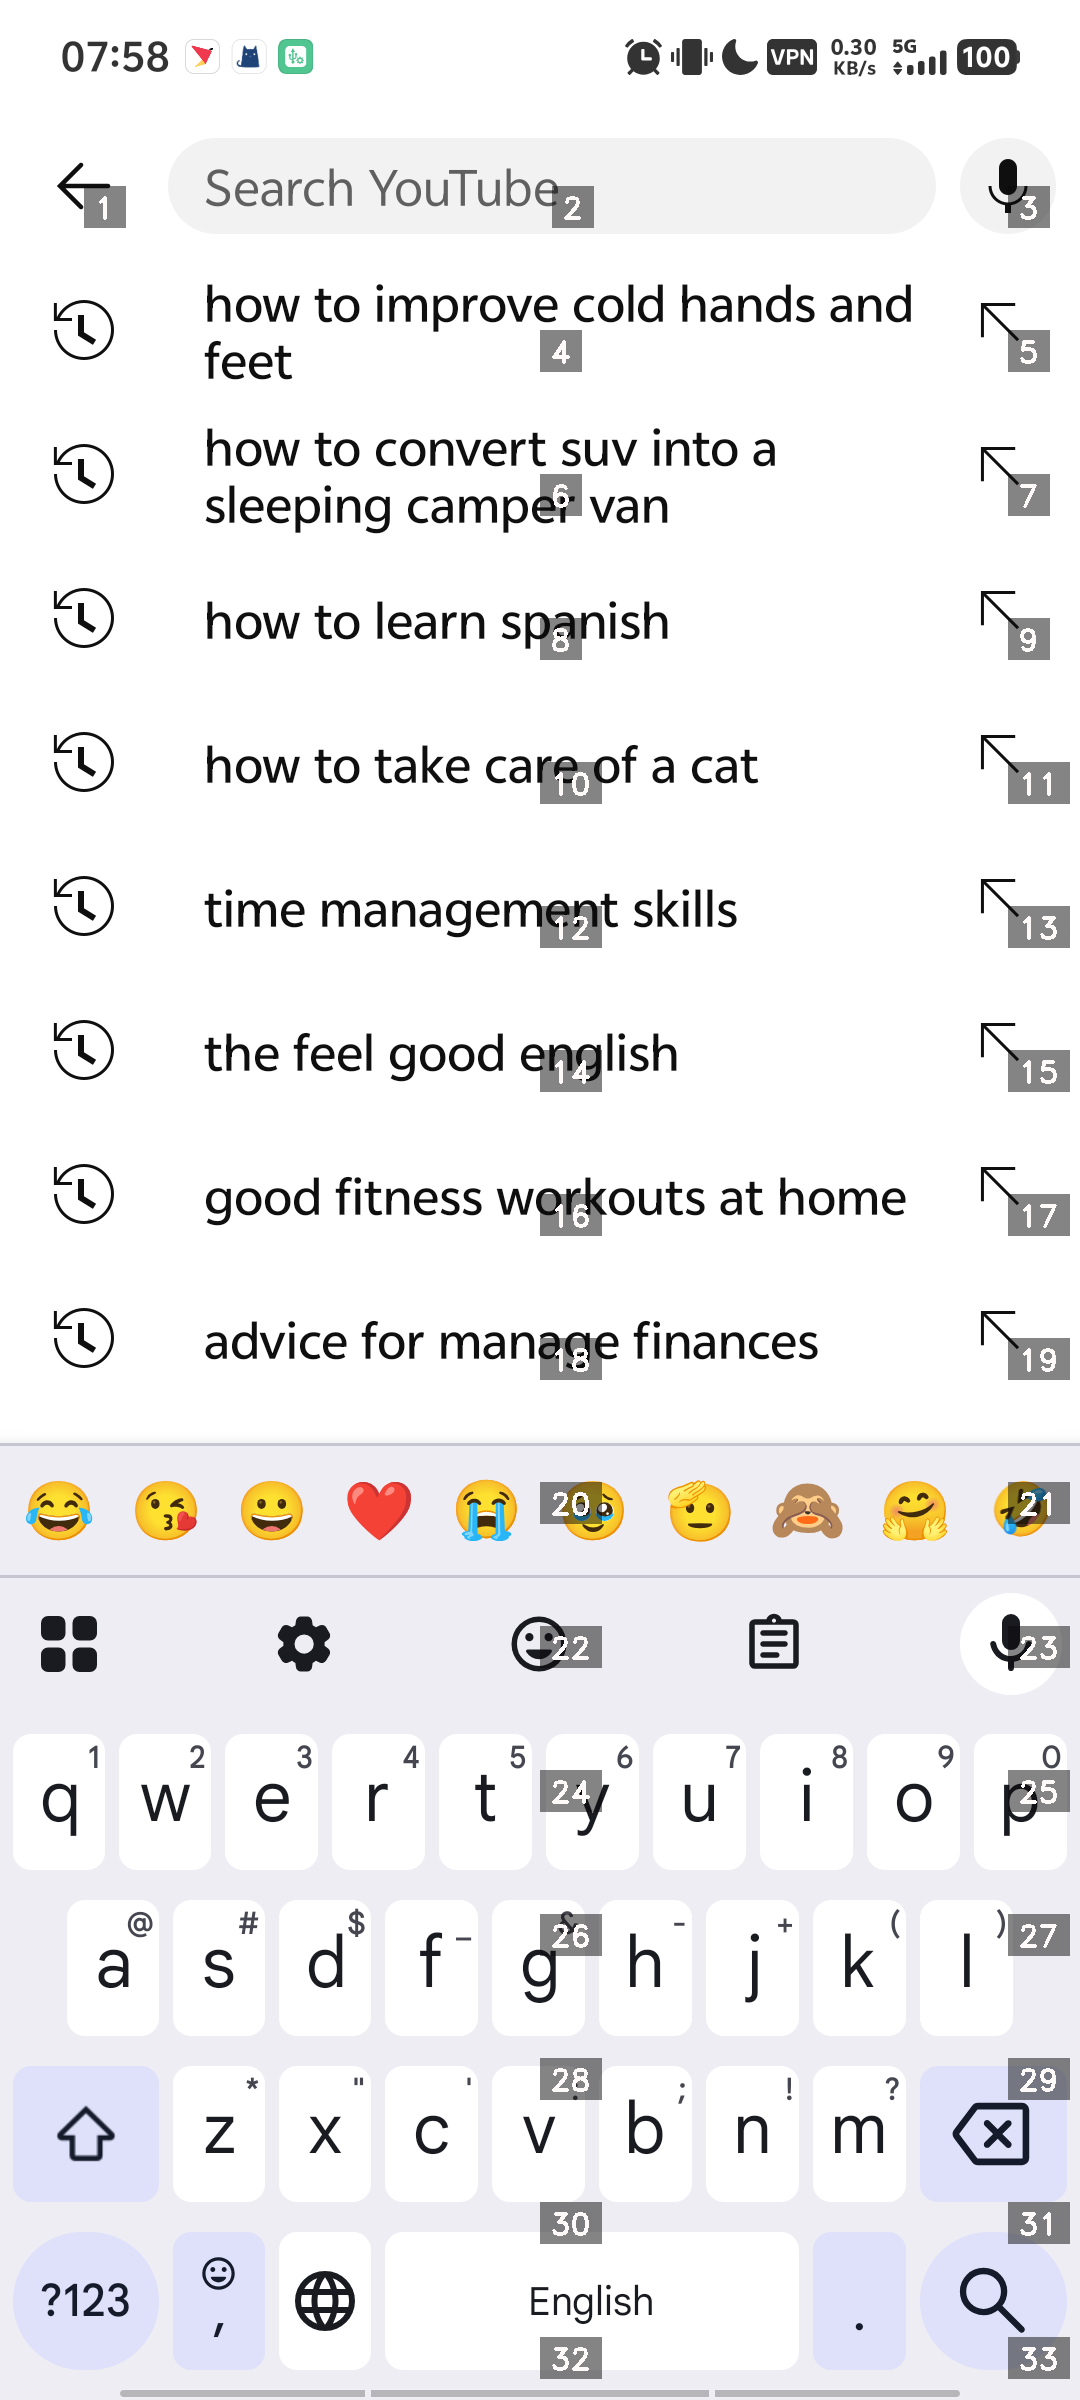 07:58 VPN 0.30 KB/s 5G 100
1 Search YouTube 2 3
how to improve cold hands and
feet 4 5
how to convert suv into a
sleeping camper van 6 7
how to learn spanish 8 9
how to take care of a cat 10 11
time management skills 12 13
the feel good english 14 15
good fitness workouts at home 16 17
advice for manage finances 18 19
20 21
22 23
1 2 3 4 5 6 7 8 9 0
q w e r t y u i o p 24 25
@ # $ _ & - + ( )
a s d f g h j k l 26 27
* " ' : ; ! ?
z x c v b n m 28 29
30 31
?123 , English .
32 33